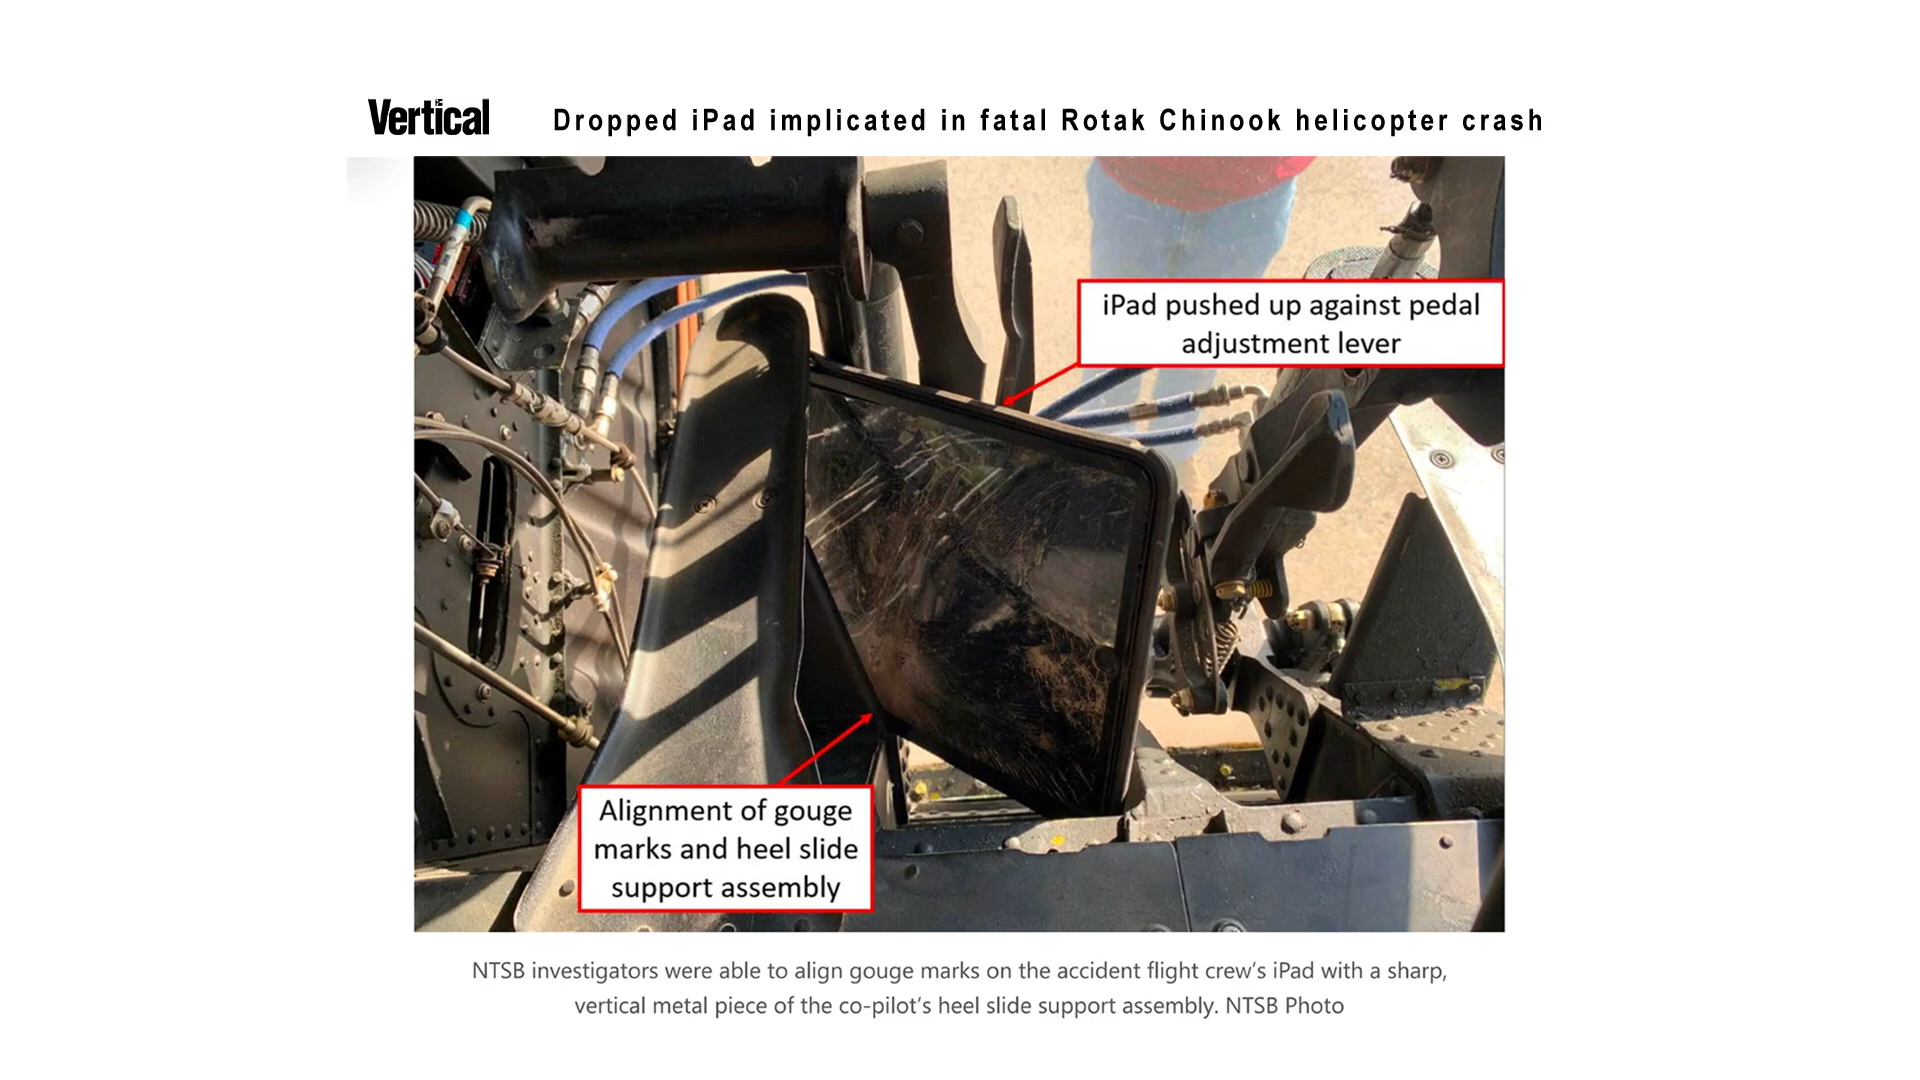 Vertical
Dropped iPad implicated in fatal Rotak Chinook helicopter crash
iPad pushed up against pedal
adjustment lever
Alignment of gouge
marks and heel slide
support assembly
NTSB investigators were able to align gouge marks on the accident flight crew's iPad with a sharp,
vertical metal piece of the co-pilot's heel slide support assembly. NTSB Photo